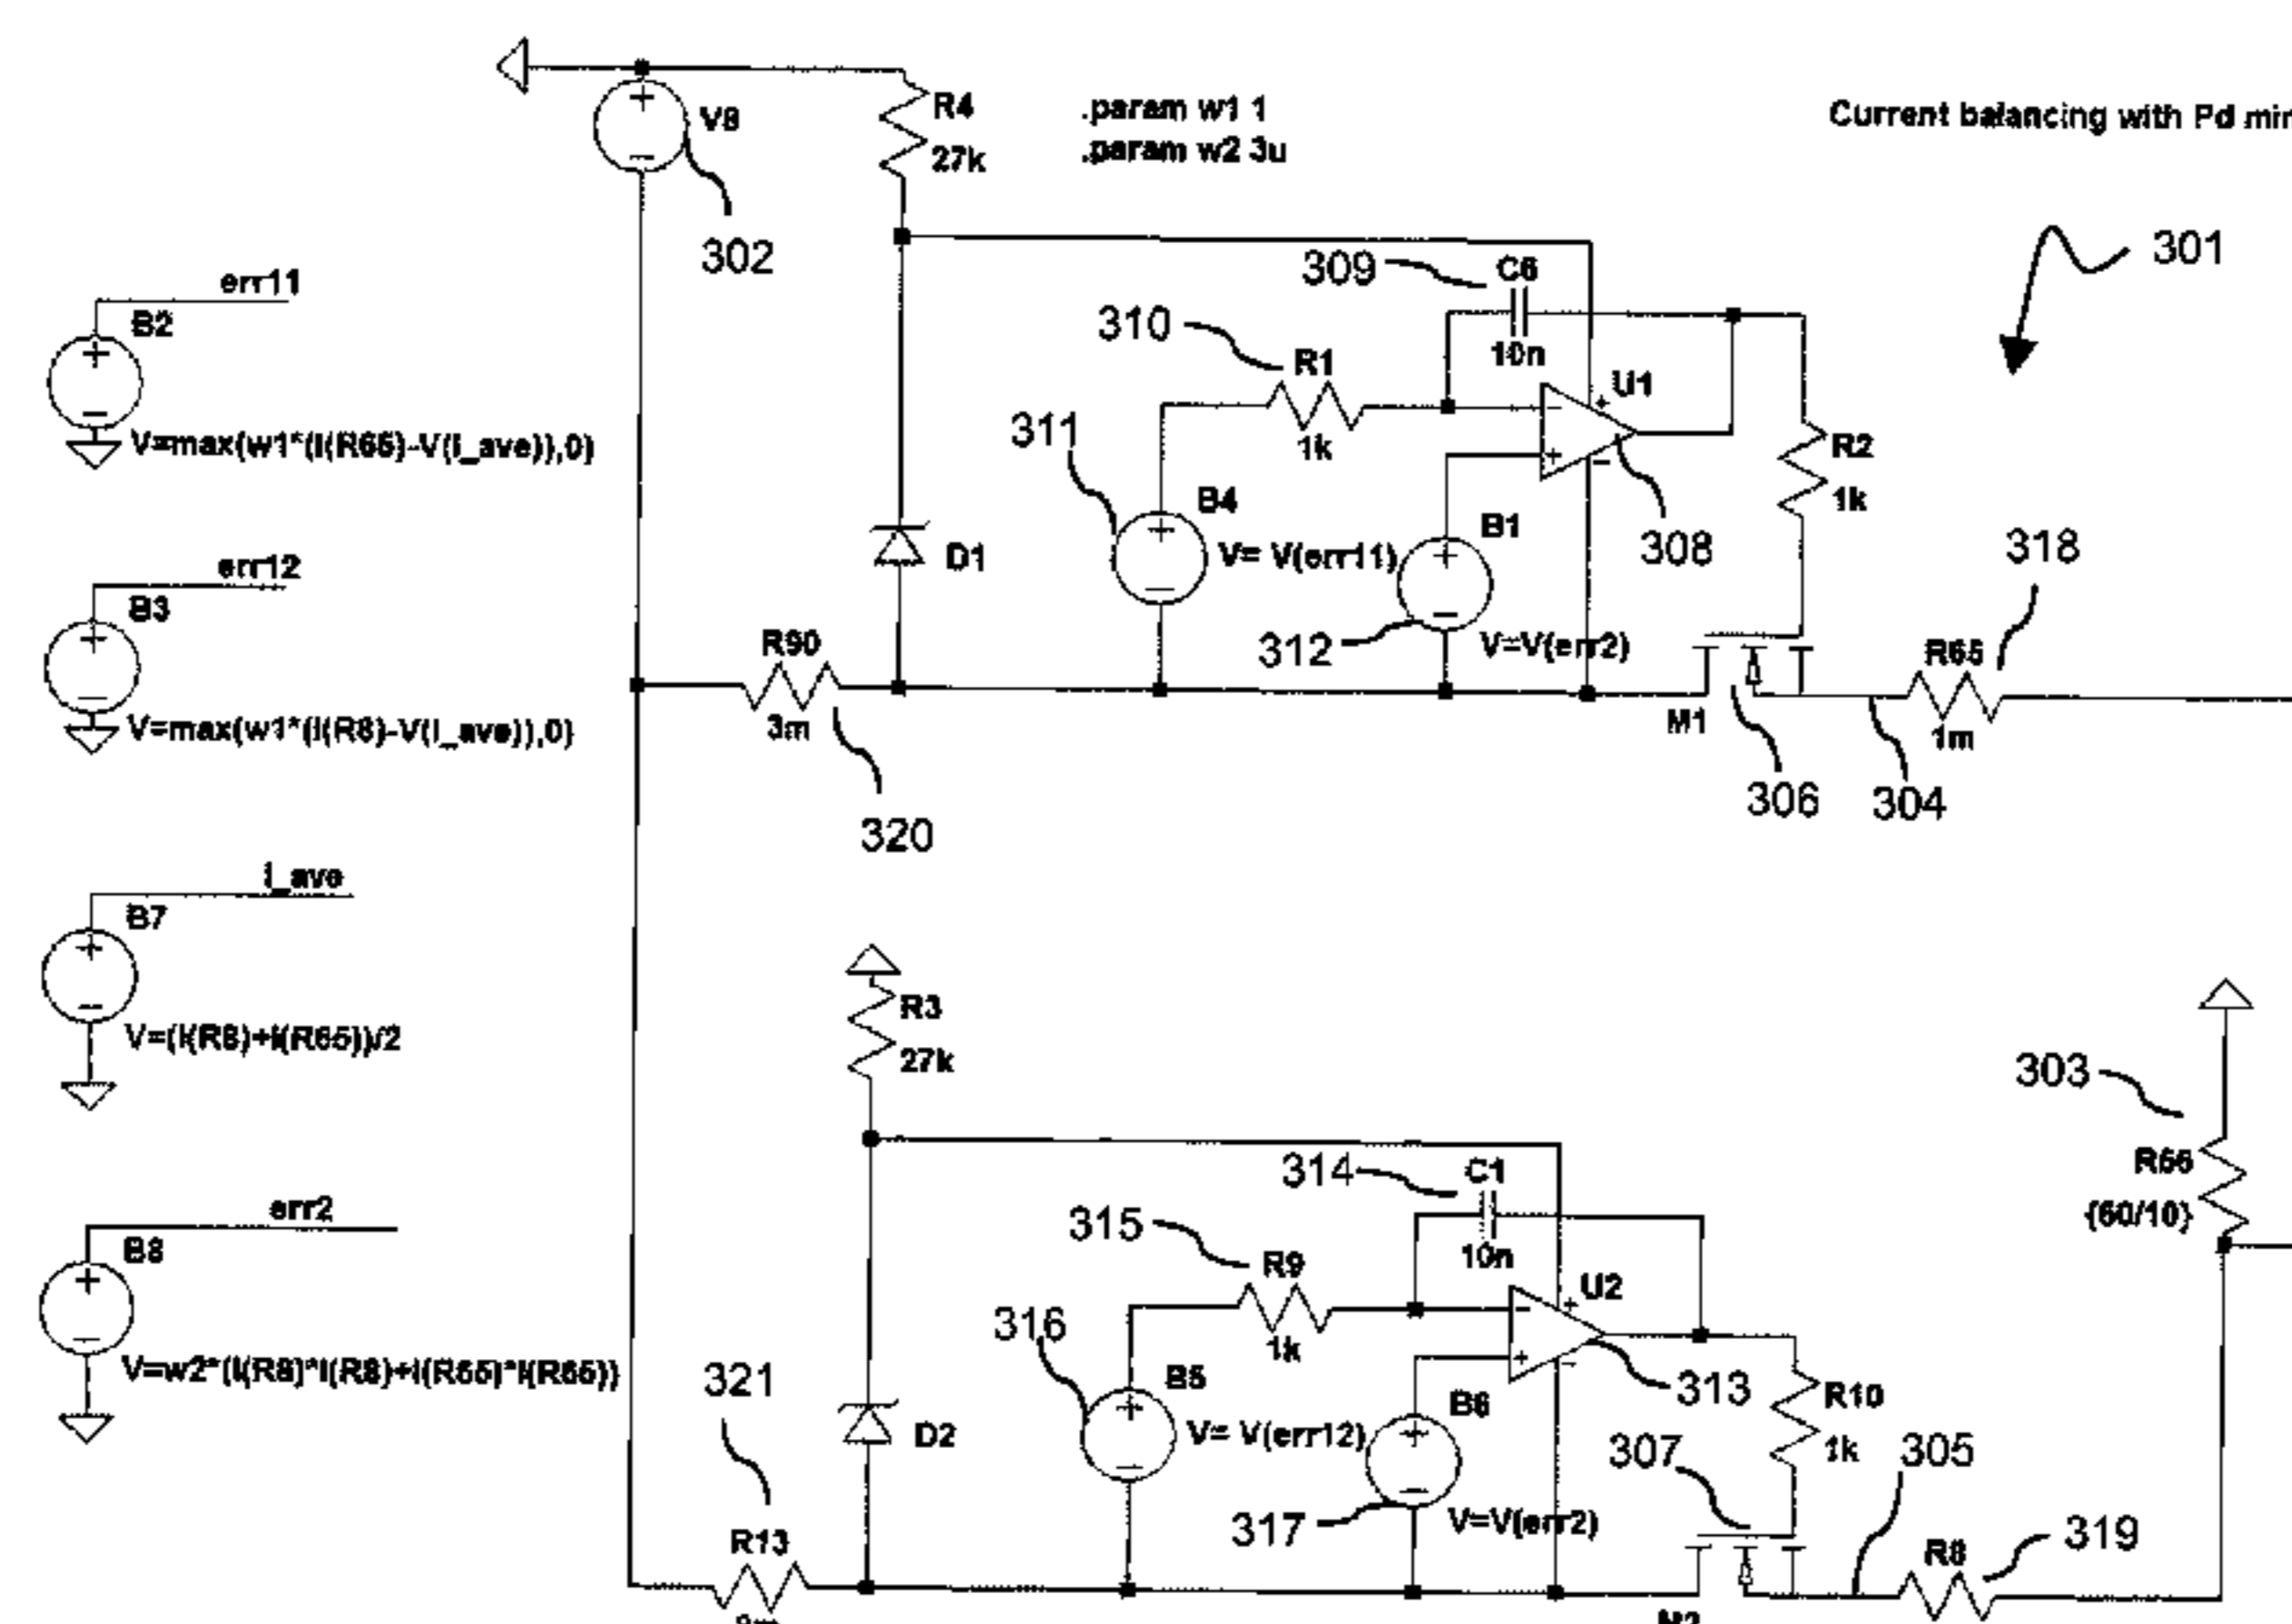 V8
R4
27k
.param w1 1
.param w2 3u
Current balancing with Pd
302
301
err11
B2
V=max(w1*(I(R65)-V(i_ave)),0)
309
C6
10n
310
R1
1k
U1
311
B4
V= V(err11)
B1
308
R2
1k
318
312
V=V(err2)
D1
err12
B3
V=max(w1*(I(R8)-V(i_ave)),0)
R90
3m
320
M1
306
304
R65
1m
i_ave
B7
V=(I(R8)+I(R65))/2
R3
27k
303
R66
{60/10}
314
C1
10n
315
R9
1k
U2
err2
B8
V=w2*(I(R8)*I(R8)+I(R65)*I(R65))
316
B5
V= V(err12)
B6
313
R10
1k
321
D2
317
V=V(err2)
307
305
R13
R8
319